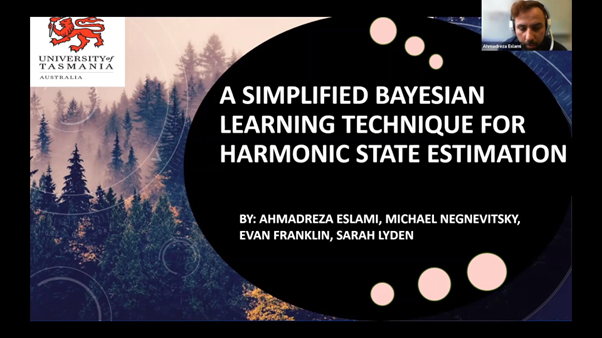 UNIVERSITY of
TASMANIA
AUSTRALIA
Ahmadreza Eslami
A SIMPLIFIED BAYESIAN
LEARNING TECHNIQUE FOR
HARMONIC STATE ESTIMATION
BY: AHMADREZA ESLAMI, MICHAEL NEGNEVITSKY,
EVAN FRANKLIN, SARAH LYDEN